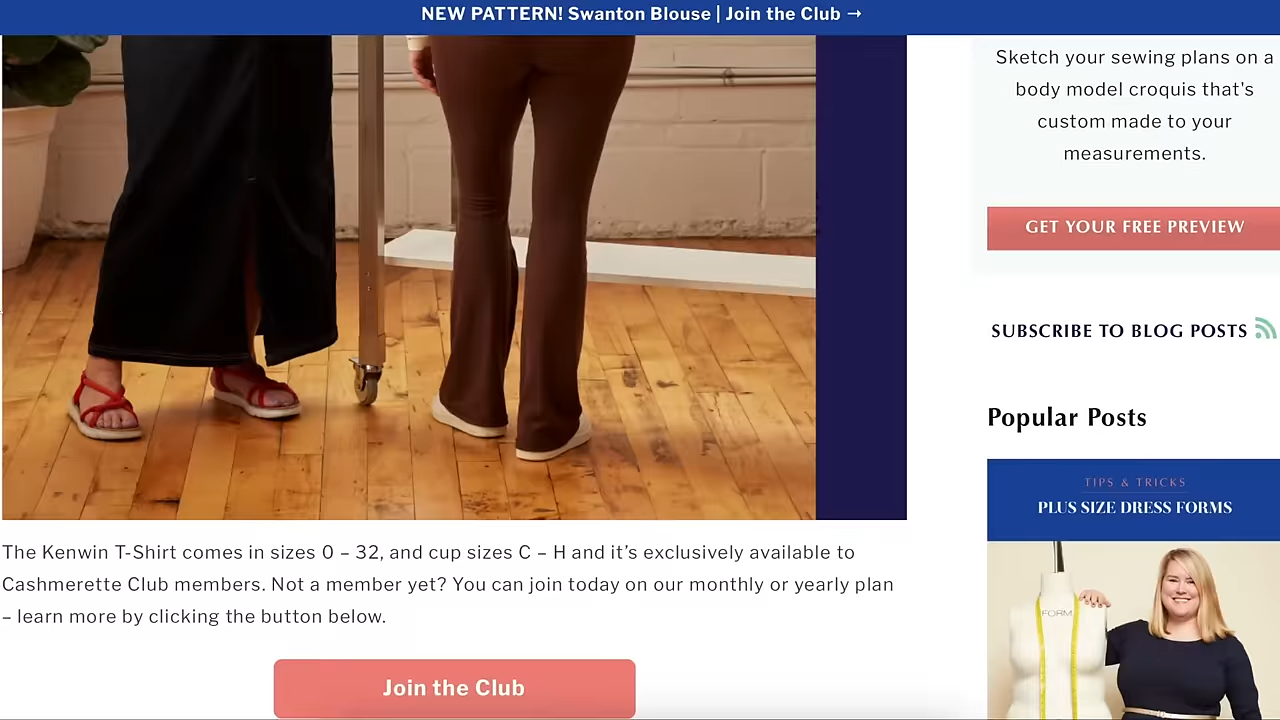 NEW PATTERN! Swanton Blouse | Join the Club →
The Kenwin T-Shirt comes in sizes 0 – 32, and cup sizes C – H and it's exclusively available to
Cashmerette Club members. Not a member yet? You can join today on our monthly or yearly plan
– learn more by clicking the button below.
Join the Club
Sketch your sewing plans on a
body model croquis that's
custom made to your
measurements.
GET YOUR FREE PREVIEW
SUBSCRIBE TO BLOG POSTS
Popular Posts
TIPS & TRICKS
PLUS SIZE DRESS FORMS
FORM